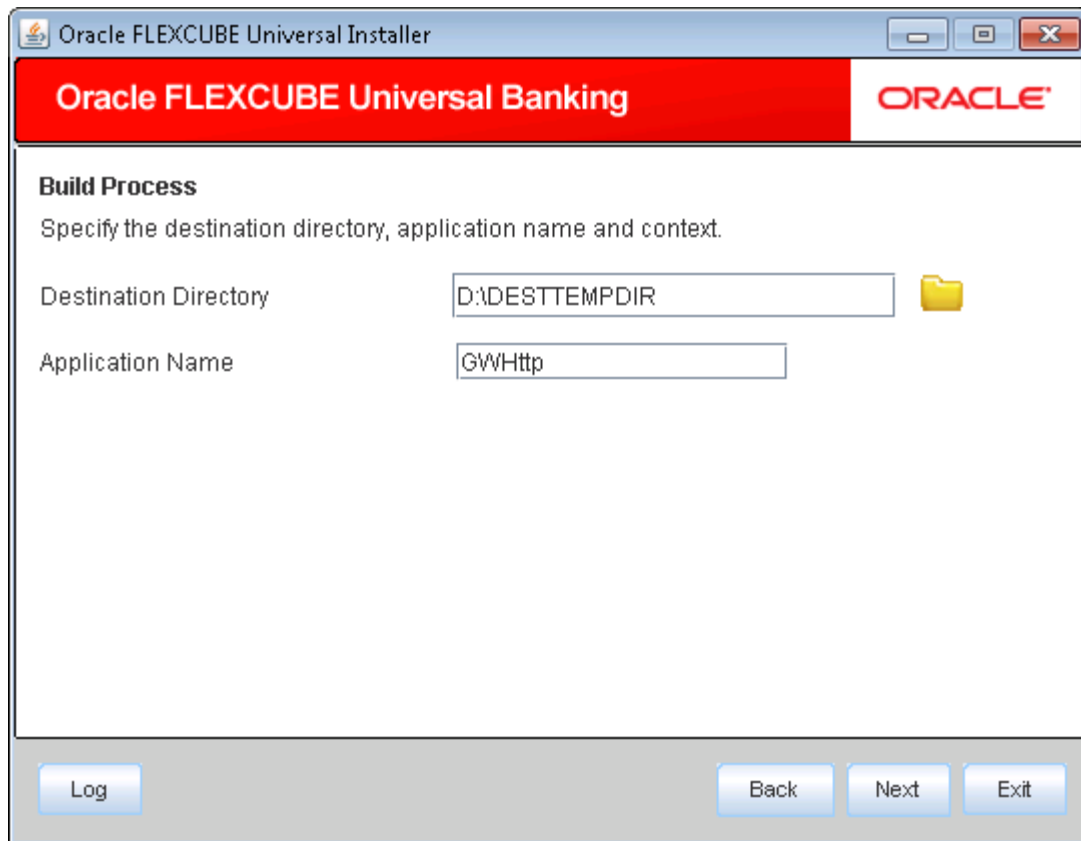 Oracle FLEXCUBE Universal Installer
Oracle FLEXCUBE Universal Banking
ORACLE®
Build Process
Specify the destination directory, application name and context.
Destination Directory D:\DESTTEMPDIR
Application Name GWHttp
Log Back Next Exit